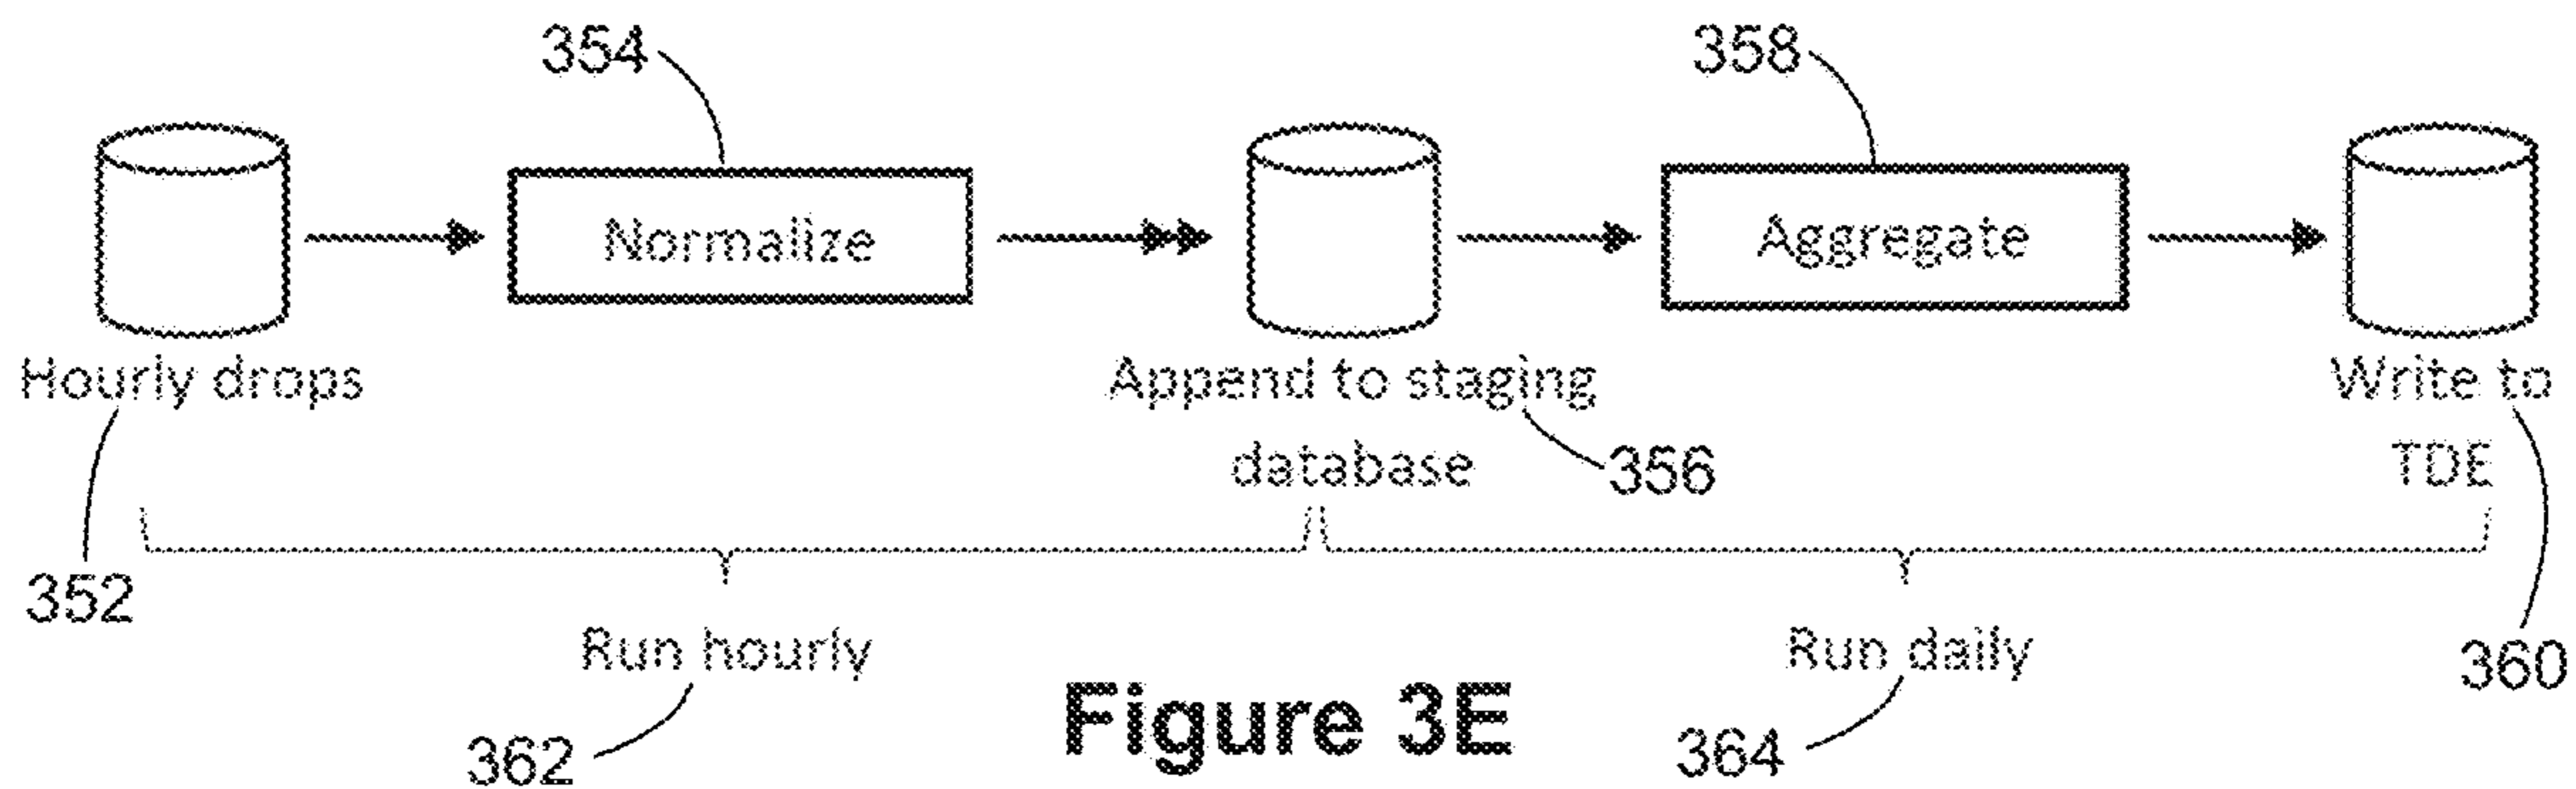 354
358
Normalize
Aggregate
Hourly drops
Append to staging
database
Write to
TDE
356
352
Run hourly
Run daily
360
362
Figure 3E
364